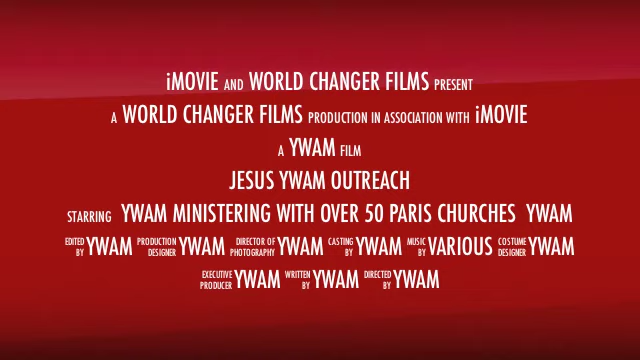 iMOVIE AND WORLD CHANGER FILMS PRESENT
A WORLD CHANGER FILMS PRODUCTION IN ASSOCIATION WITH iMOVIE
A YWAM FILM
JESUS YWAM OUTREACH
STARRING YWAM MINISTERING WITH OVER 50 PARIS CHURCHES YWAM
EDITED BY YWAM PRODUCTION DESIGNER YWAM DIRECTOR OF PHOTOGRAPHY YWAM CASTING BY YWAM MUSIC BY VARIOUS COSTUME DESIGNER YWAM
EXECUTIVE PRODUCER YWAM WRITTEN BY YWAM DIRECTED BY YWAM